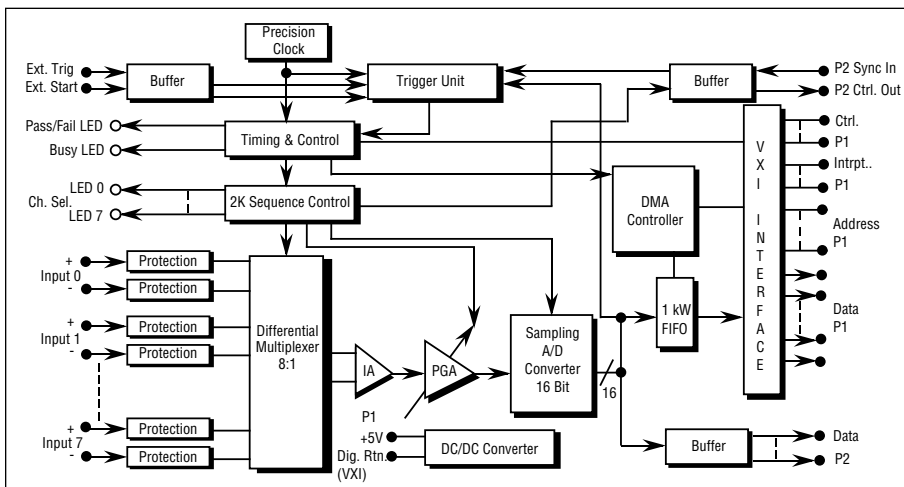 Precision
Clock
Ext. Trig
Ext. Start
Buffer
Trigger Unit
Buffer
P2 Sync In
P2 Ctrl. Out
Pass/Fail LED
Busy LED
Timing & Control
Ctrl.
P1
Intrpt..
P1
LED 0
Ch. Sel.
LED 7
2K Sequence Control
DMA
Controller
VXI INTERFACE
Address
P1
+
Input 0
-
Protection
Protection
+
Input 1
-
Protection
Protection
+
Input 7
-
Protection
Protection
Differential
Multiplexer
8:1
IA
PGA
P1
Sampling
A/D
Converter
16 Bit
16
1 kW
FIFO
Data
P1
+5V
Dig. Rtn.
(VXI)
DC/DC Converter
Buffer
Data
P2